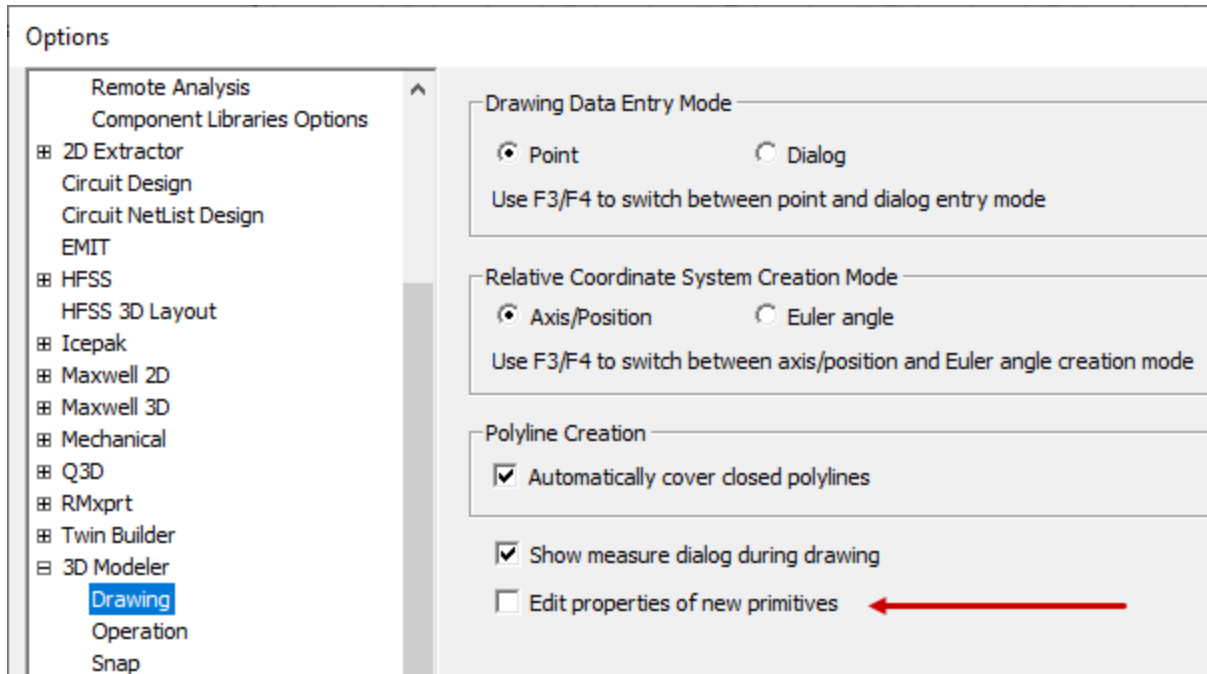 Options
Remote Analysis
Component Libraries Options
2D Extractor
Circuit Design
Circuit NetList Design
EMIT
HFSS
HFSS 3D Layout
Icepak
Maxwell 2D
Maxwell 3D
Mechanical
Q3D
RMxprt
Twin Builder
3D Modeler
Drawing
Operation
Snap
Drawing Data Entry Mode
Point Dialog
Use F3/F4 to switch between point and dialog entry mode
Relative Coordinate System Creation Mode
Axis/Position Euler angle
Use F3/F4 to switch between axis/position and Euler angle creation mode
Polyline Creation
Automatically cover closed polylines
Show measure dialog during drawing
Edit properties of new primitives